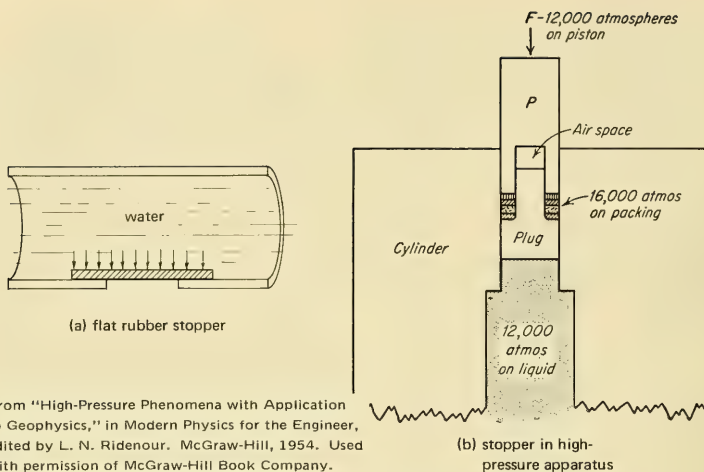 F-12,000 atmospheres
on piston
P
Air space
water
16,000 atmos
on packing
Cylinder
Plug
(a) flat rubber stopper
12,000
atmos
on liquid
rom "High-Pressure Phenomena with Application
o Geophysics," in Modern Physics for the Engineer,
dited by L. N. Ridenour. McGraw-Hill, 1954. Used
ith permission of McGraw-Hill Book Company.
(b) stopper in high-
pressure apparatus